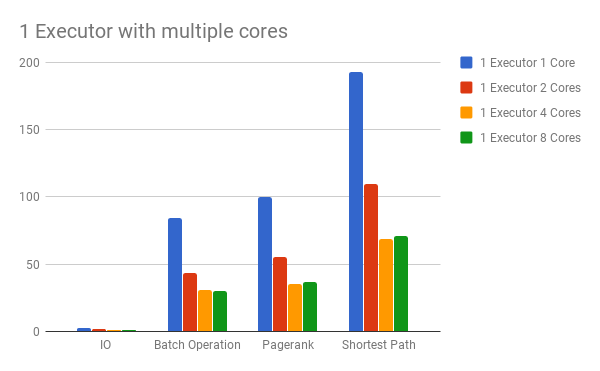 1 Executor with multiple cores
200
150
100
50
0
IO
Batch Operation
Pagerank
Shortest Path
1 Executor 1 Core
1 Executor 2 Cores
1 Executor 4 Cores
1 Executor 8 Cores